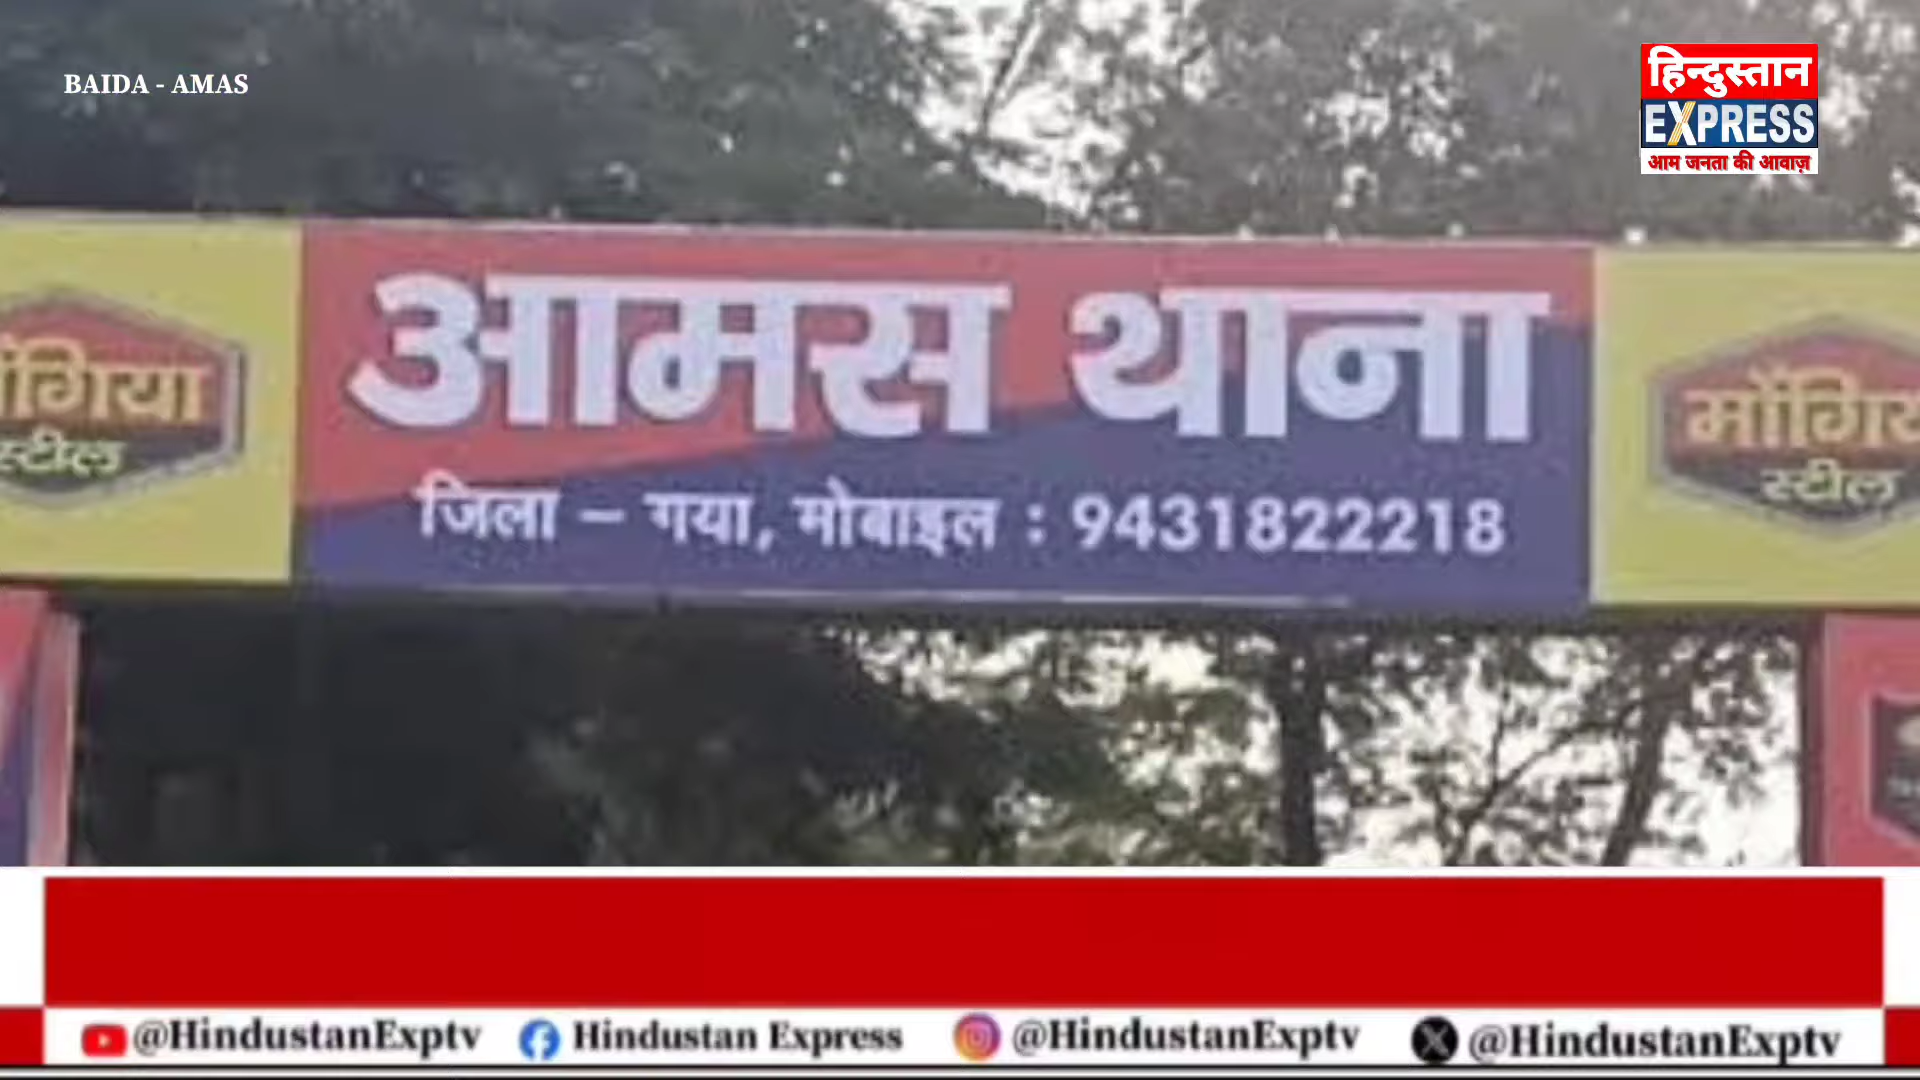 BAIDA - AMAS
हिन्दुस्तान
EXPRESS
आम जनता की आवाज़
आमस थाना
जिला – गया, मोबाइल : 9431822218
स्टील
स्टील
@HindustanExptv Hindustan Express @HindustanExptv @HindustanExptv